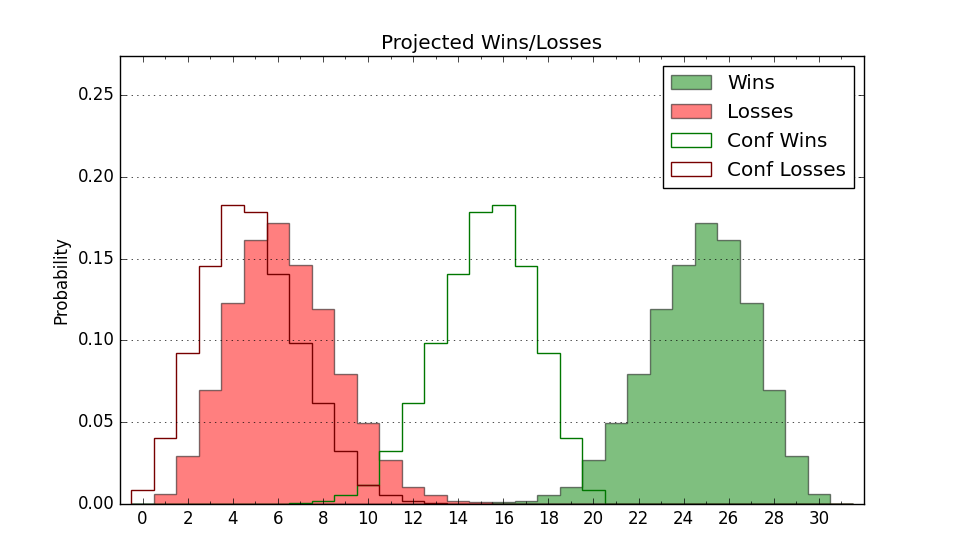 Projected Wins/Losses
Wins
Losses
Conf Wins
Conf Losses
Probability
0.25
0.20
0.15
0.10
0.05
0.00
0 2 4 6 8 10 12 14 16 18 20 22 24 26 28 30